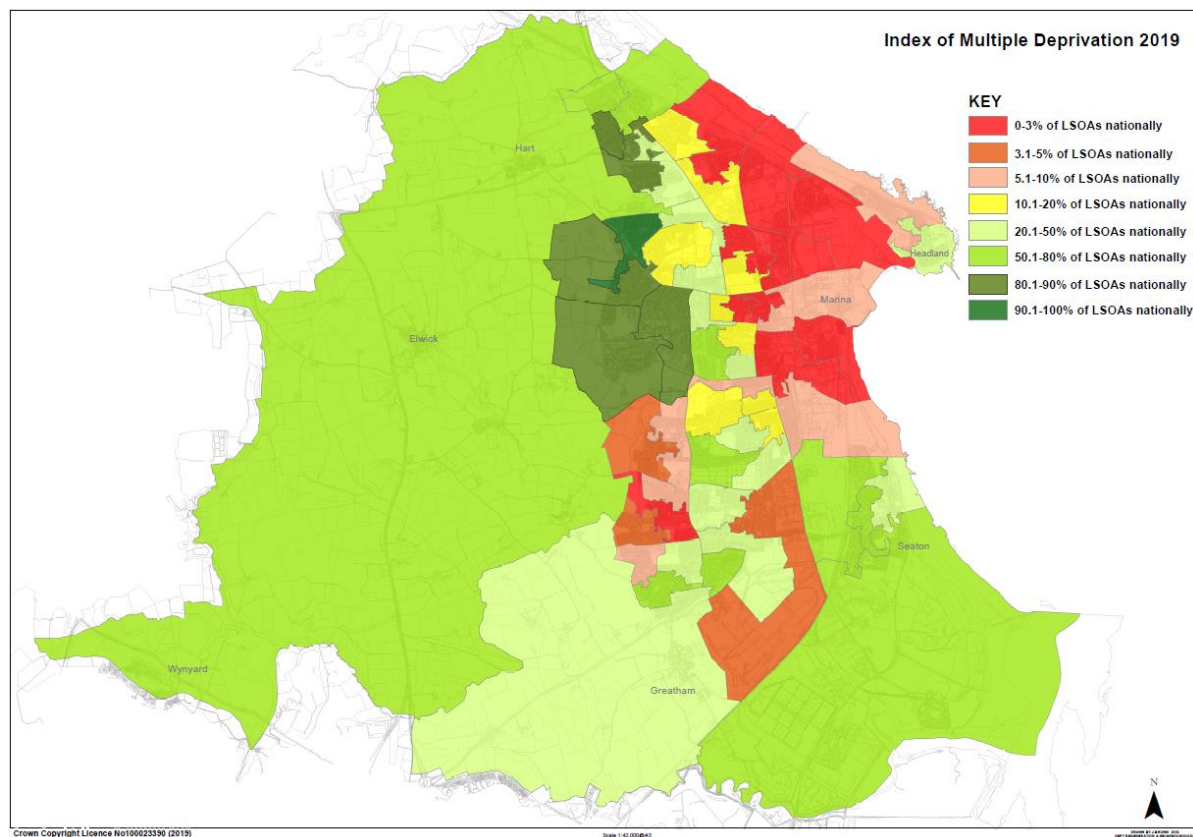 Index of Multiple Deprivation 2019
KEY
0-3% of LSOAs nationally
3.1-5% of LSOAs nationally
5.1-10% of LSOAs nationally
10.1-20% of LSOAs nationally
20.1-50% of LSOAs nationally
50.1-80% of LSOAs nationally
80.1-90% of LSOAs nationally
90.1-100% of LSOAs nationally
Hart
Headland
Marina
Elwick
Seaton
Wynyard
Greatham
N
Crown Copyright Licence No100023390 (2019)